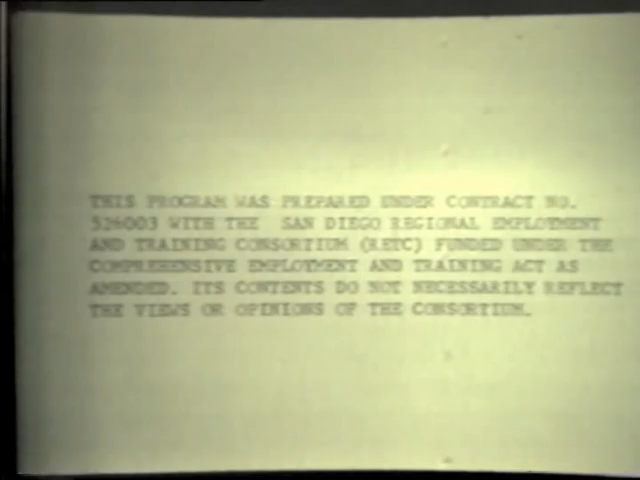 THIS PROGRAM WAS PREPARED UNDER CONTRACT NO.
526003 WITH THE SAN DIEGO REGIONAL EMPLOYMENT
AND TRAINING CONSORTIUM (RETC) FUNDED UNDER THE
COMPREHENSIVE EMPLOYMENT AND TRAINING ACT AS
AMENDED. ITS CONTENTS DO NOT NECESSARILY REFLECT
THE VIEWS OR OPINIONS OF THE CONSORTIUM.